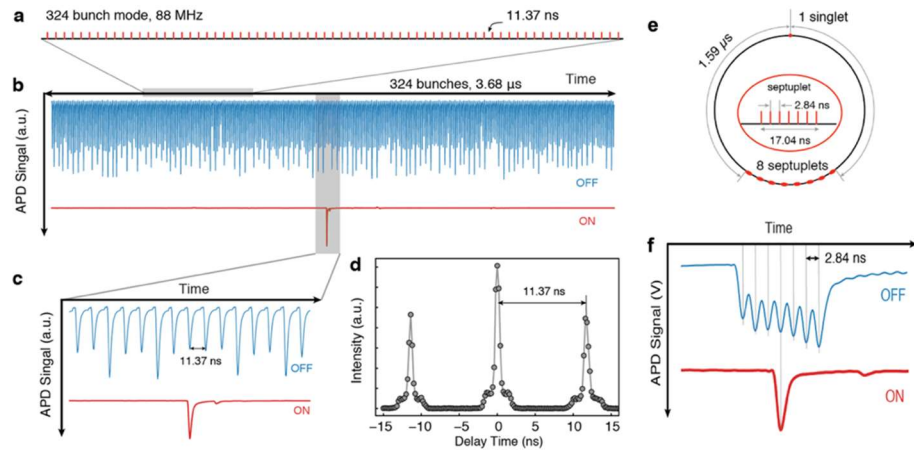 a
324 bunch mode, 88 MHz
11.37 ns
b
324 bunches, 3.68 µs
Time
APD Singal (a.u.)
OFF
ON
c
Time
APD Singal (a.u.)
11.37 ns
OFF
ON
d
11.37 ns
Intensity (a.u.)
−15 −10 −5 0 5 10 15
Delay Time (ns)
e
1 singlet
1.59 µs
septuplet
2.84 ns
17.04 ns
8 septuplets
f
Time
2.84 ns
APD Signal (V)
OFF
ON